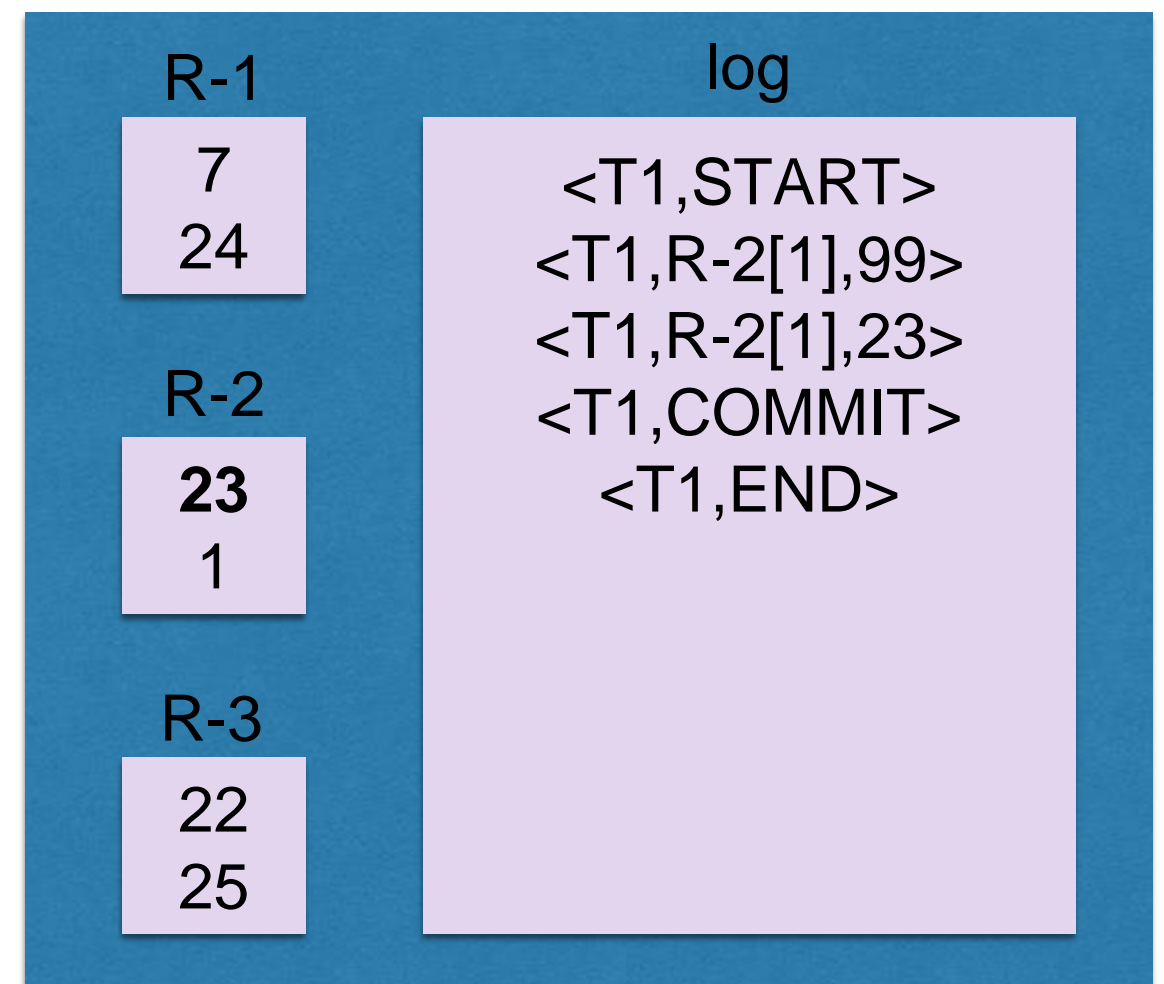 R-1
7
24
R-2
23
1
R-3
22
25
log
<T1,START>
<T1,R-2[1],99>
<T1,R-2[1],23>
<T1,COMMIT>
<T1,END>